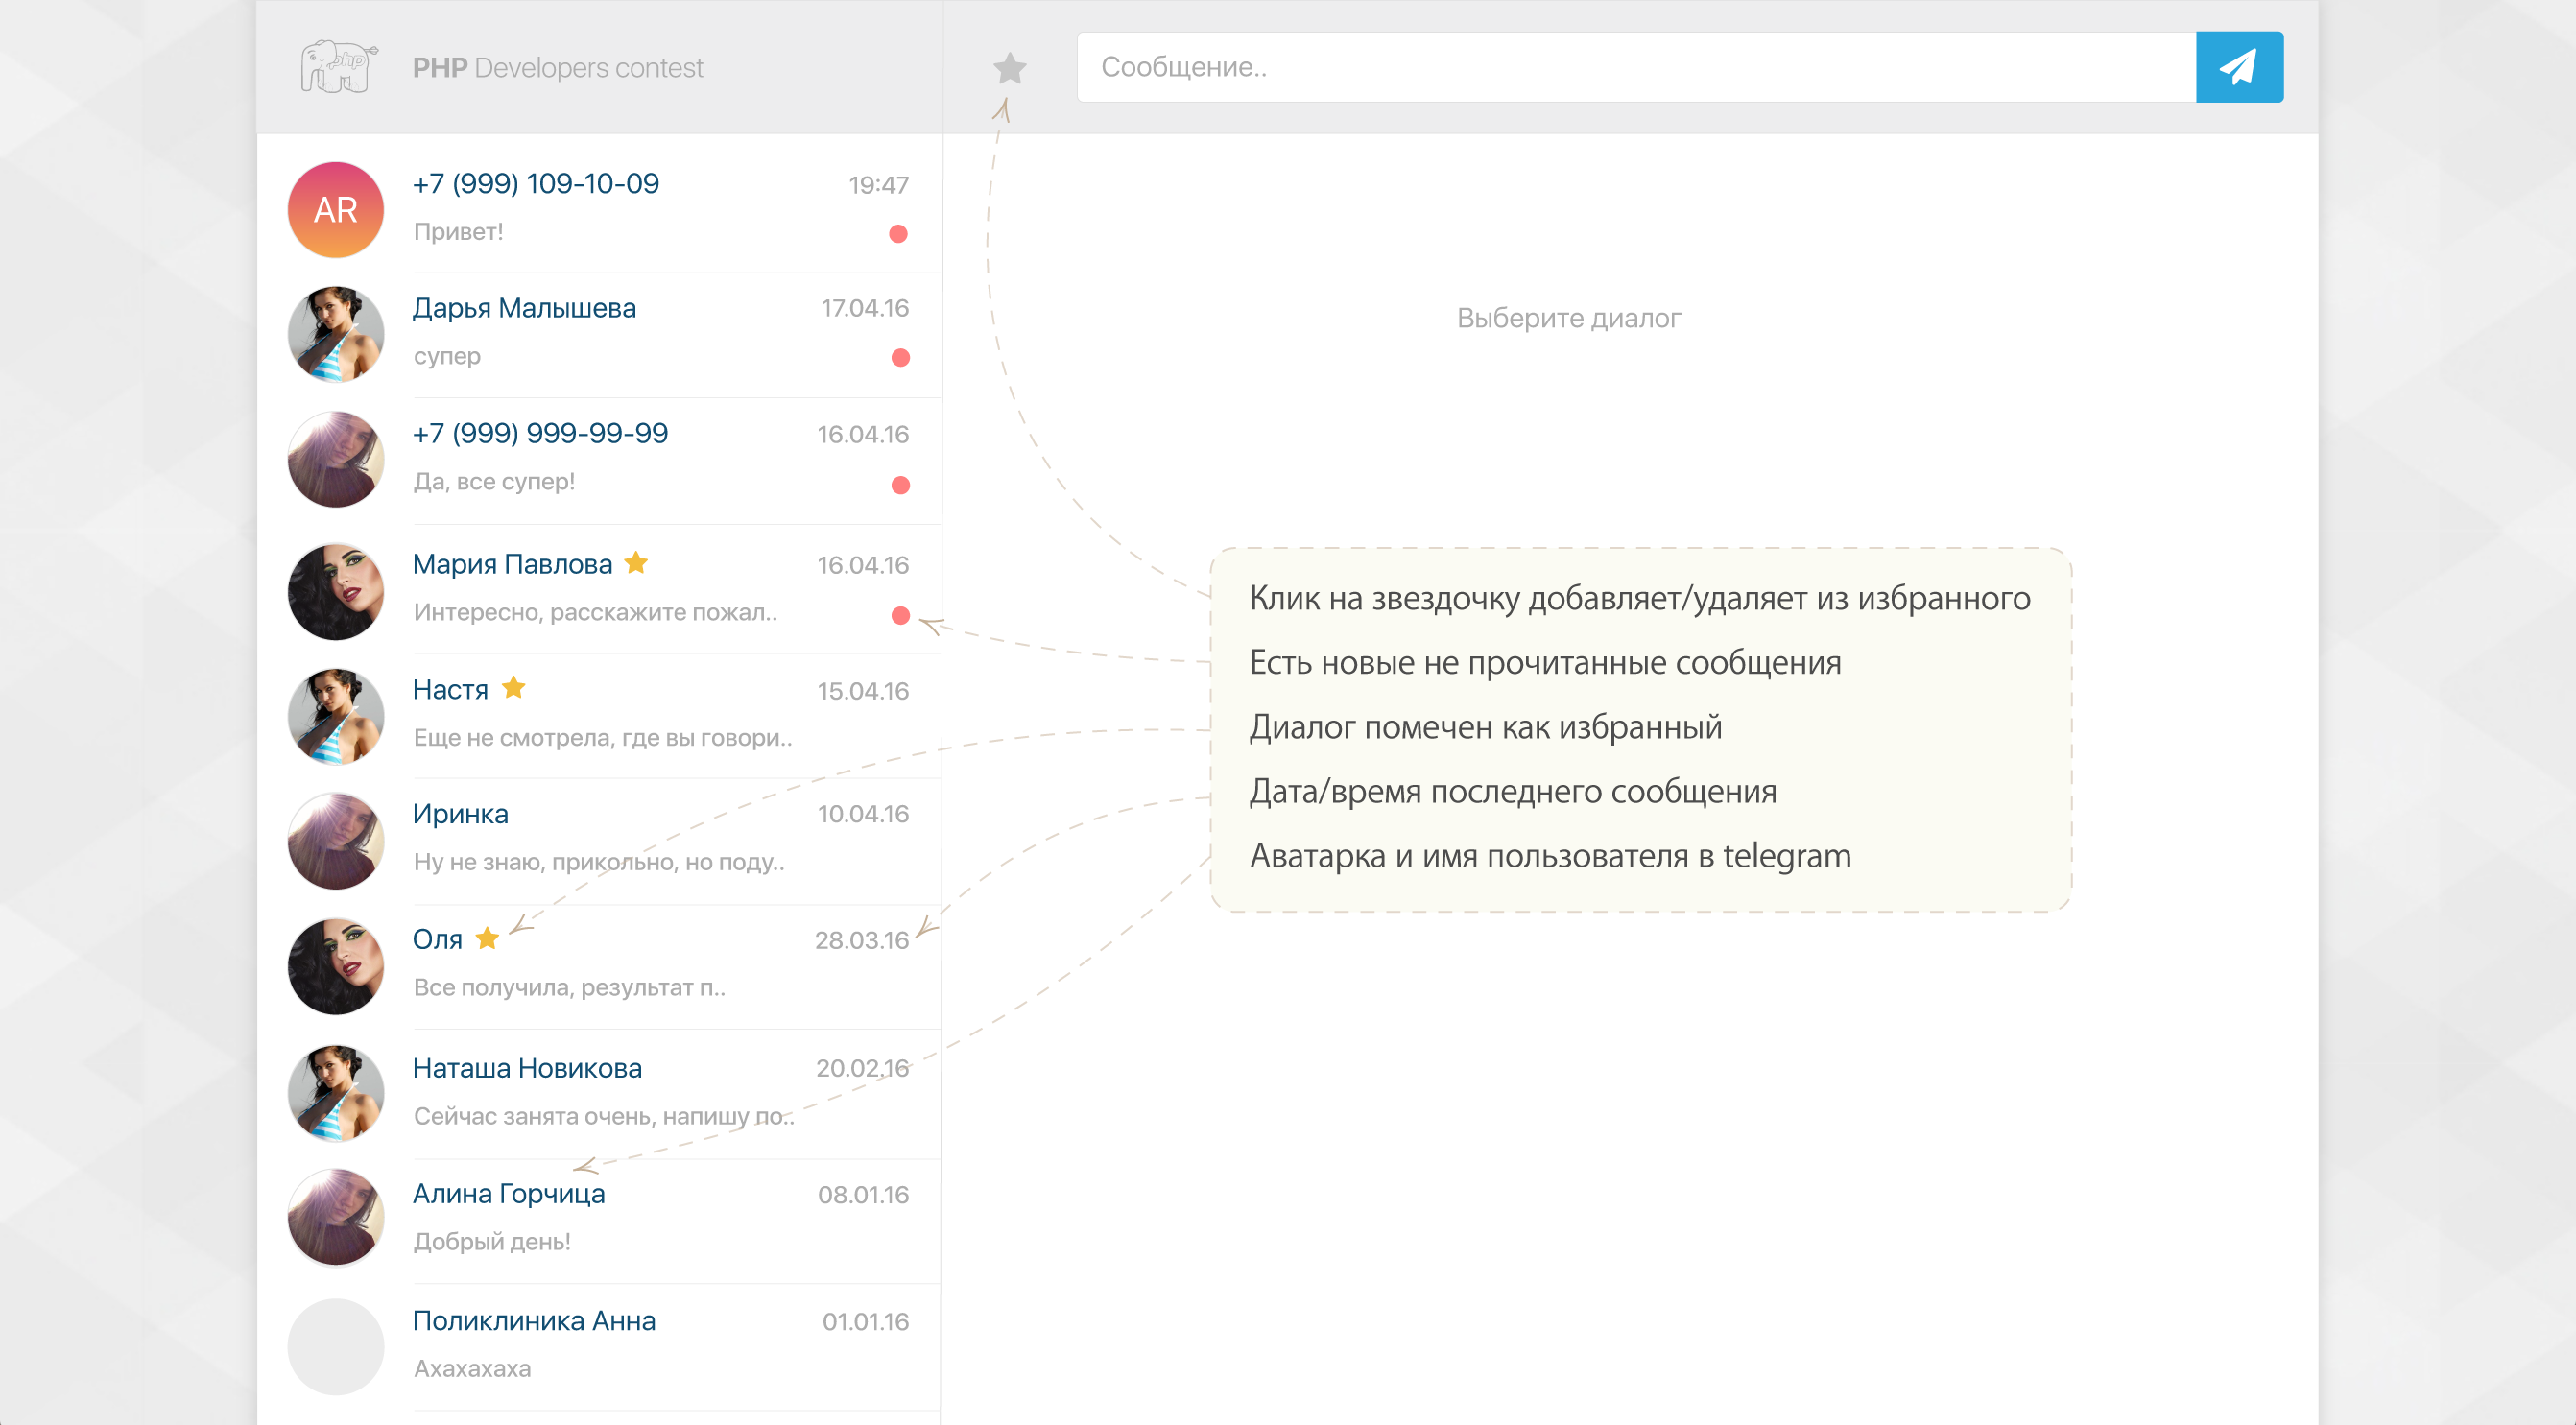 php
PHP Developers contest
Сообщение..
AR
+7 (999) 109-10-09
19:47
Привет!
Дарья Малышева
17.04.16
супер
+7 (999) 999-99-99
16.04.16
Да, все супер!
Мария Павлова
16.04.16
Интересно, расскажите пожал..
Настя
15.04.16
Еще не смотрела, где вы говори..
Иринка
10.04.16
Ну не знаю, прикольно, но поду..
Оля
28.03.16
Все получила, результат п..
Наташа Новикова
20.02.16
Сейчас занята очень, напишу по..
Алина Горчица
08.01.16
Добрый день!
Поликлиника Анна
01.01.16
Ахахахаха
Выберите диалог
Клик на звездочку добавляет/удаляет из избранного
Есть новые не прочитанные сообщения
Диалог помечен как избранный
Дата/время последнего сообщения
Аватарка и имя пользователя в telegram